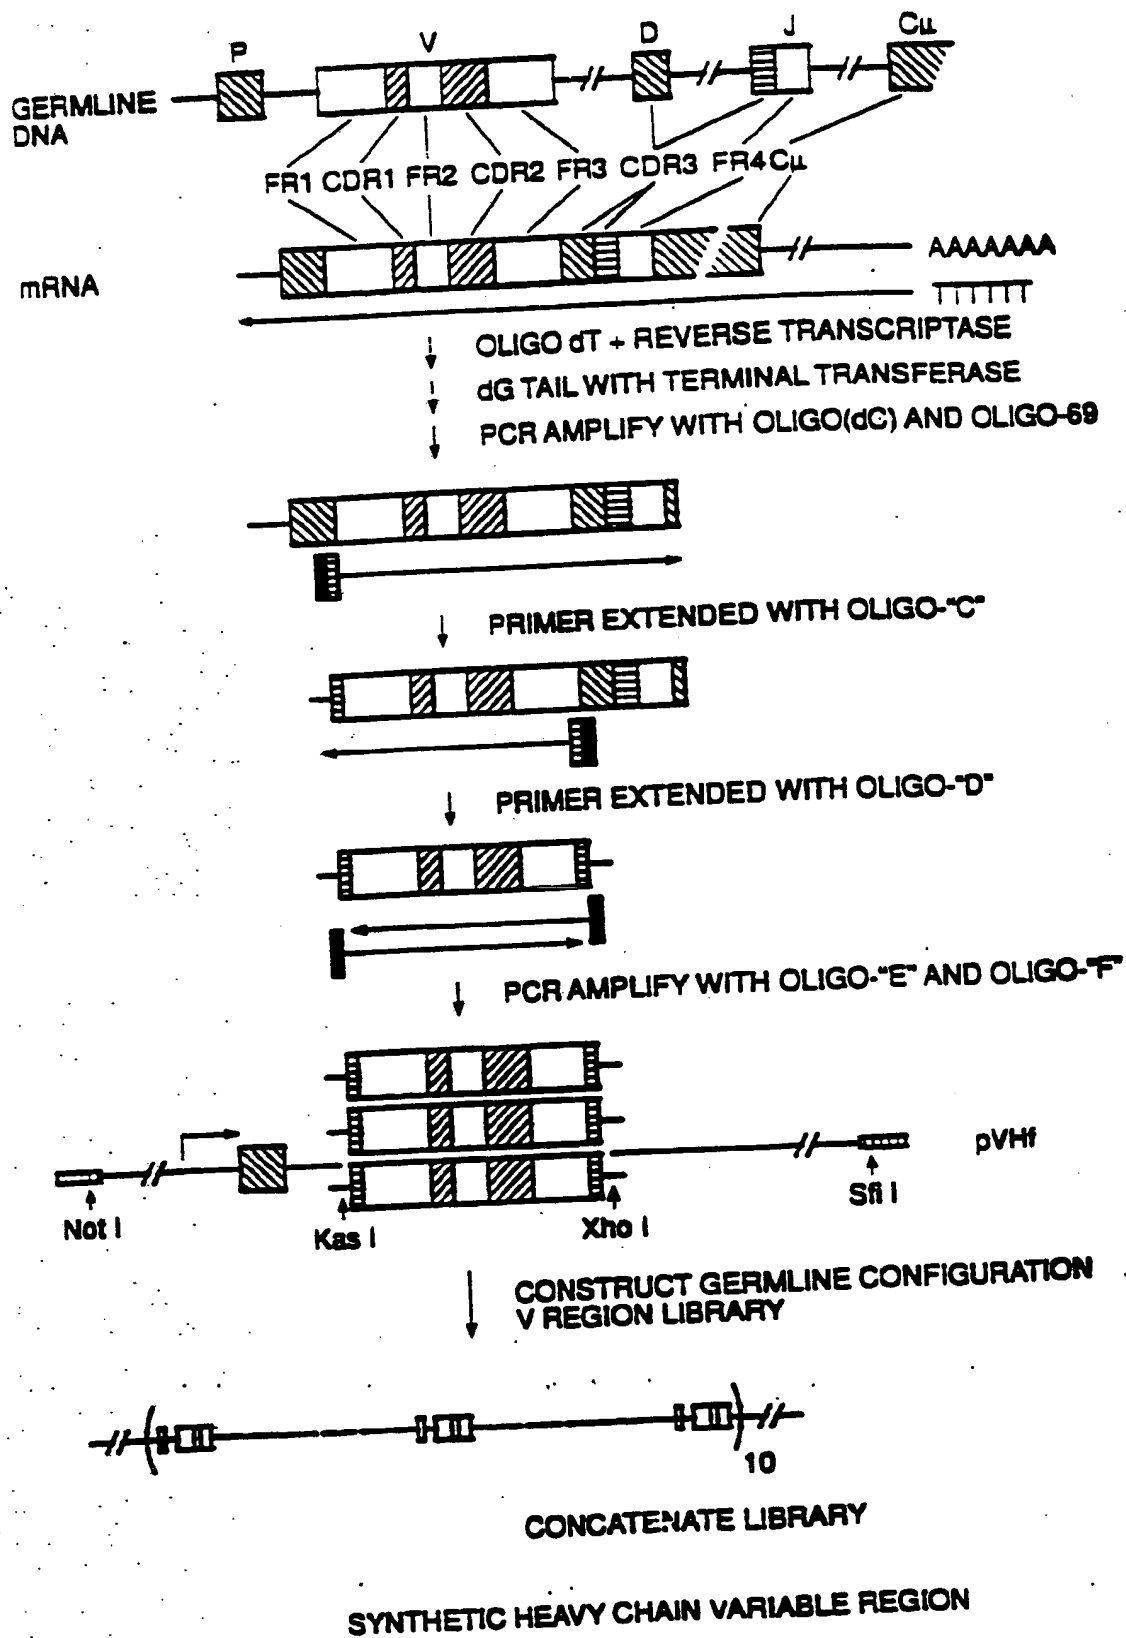 P V D J Cμ
GERMLINE
DNA
FR1 CDR1 FR2 CDR2 FR3 CDR3 FR4 Cμ
mRNA
AAAAAAA
TTTTTT
OLIGO dT + REVERSE TRANSCRIPTASE
dG TAIL WITH TERMINAL TRANSFERASE
PCR AMPLIFY WITH OLIGO(dC) AND OLIGO-69
PRIMER EXTENDED WITH OLIGO-"C"
PRIMER EXTENDED WITH OLIGO-"D"
PCR AMPLIFY WITH OLIGO-"E" AND OLIGO-"F"
pVHf
Not I Kas I Xho I Sfi I
CONSTRUCT GERMLINE CONFIGURATION
V REGION LIBRARY
10
CONCATENATE LIBRARY
SYNTHETIC HEAVY CHAIN VARIABLE REGION